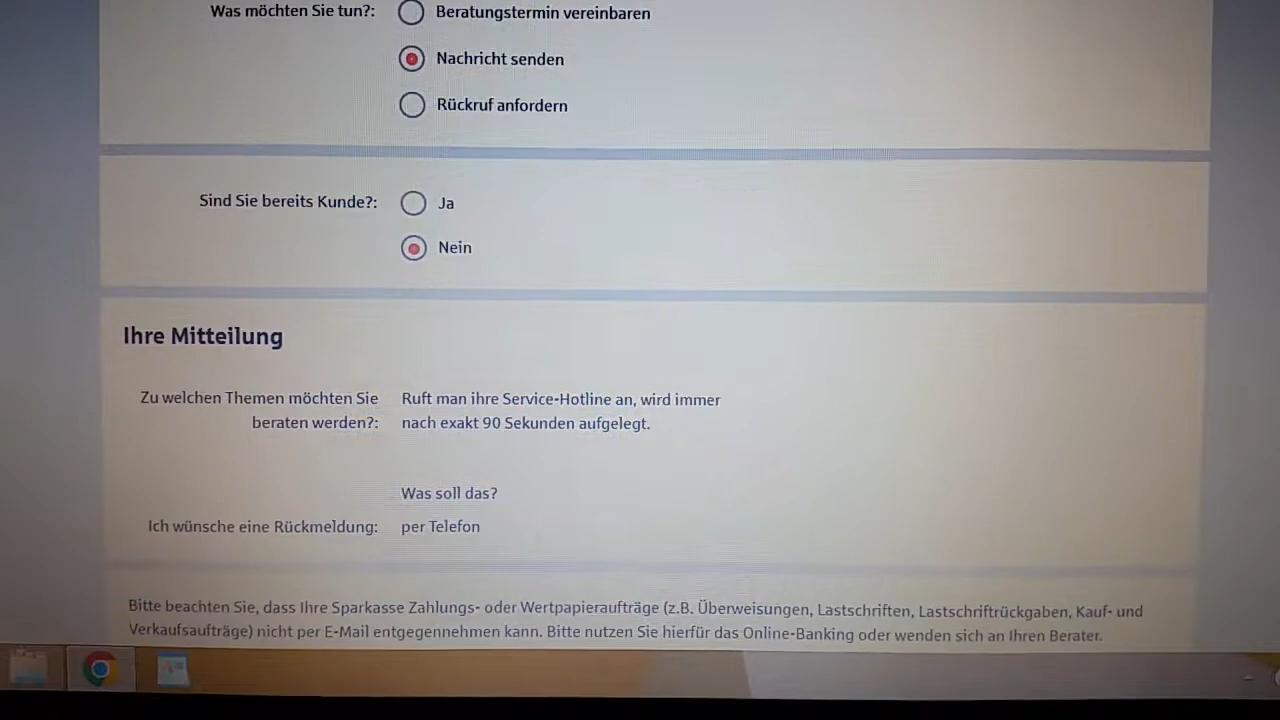 Was möchten Sie tun?:
Beratungstermin vereinbaren
Nachricht senden
Rückruf anfordern
Sind Sie bereits Kunde?:
Ja
Nein
Ihre Mitteilung
Zu welchen Themen möchten Sie
beraten werden?:
Ruft man ihre Service-Hotline an, wird immer
nach exakt 90 Sekunden aufgelegt.
Was soll das?
Ich wünsche eine Rückmeldung:
per Telefon
Bitte beachten Sie, dass Ihre Sparkasse Zahlungs- oder Wertpapieraufträge (z.B. Überweisungen, Lastschriften, Lastschriftrückgaben, Kauf- und
Verkaufsaufträge) nicht per E-Mail entgegennehmen kann. Bitte nutzen Sie hierfür das Online-Banking oder wenden sich an Ihren Berater.